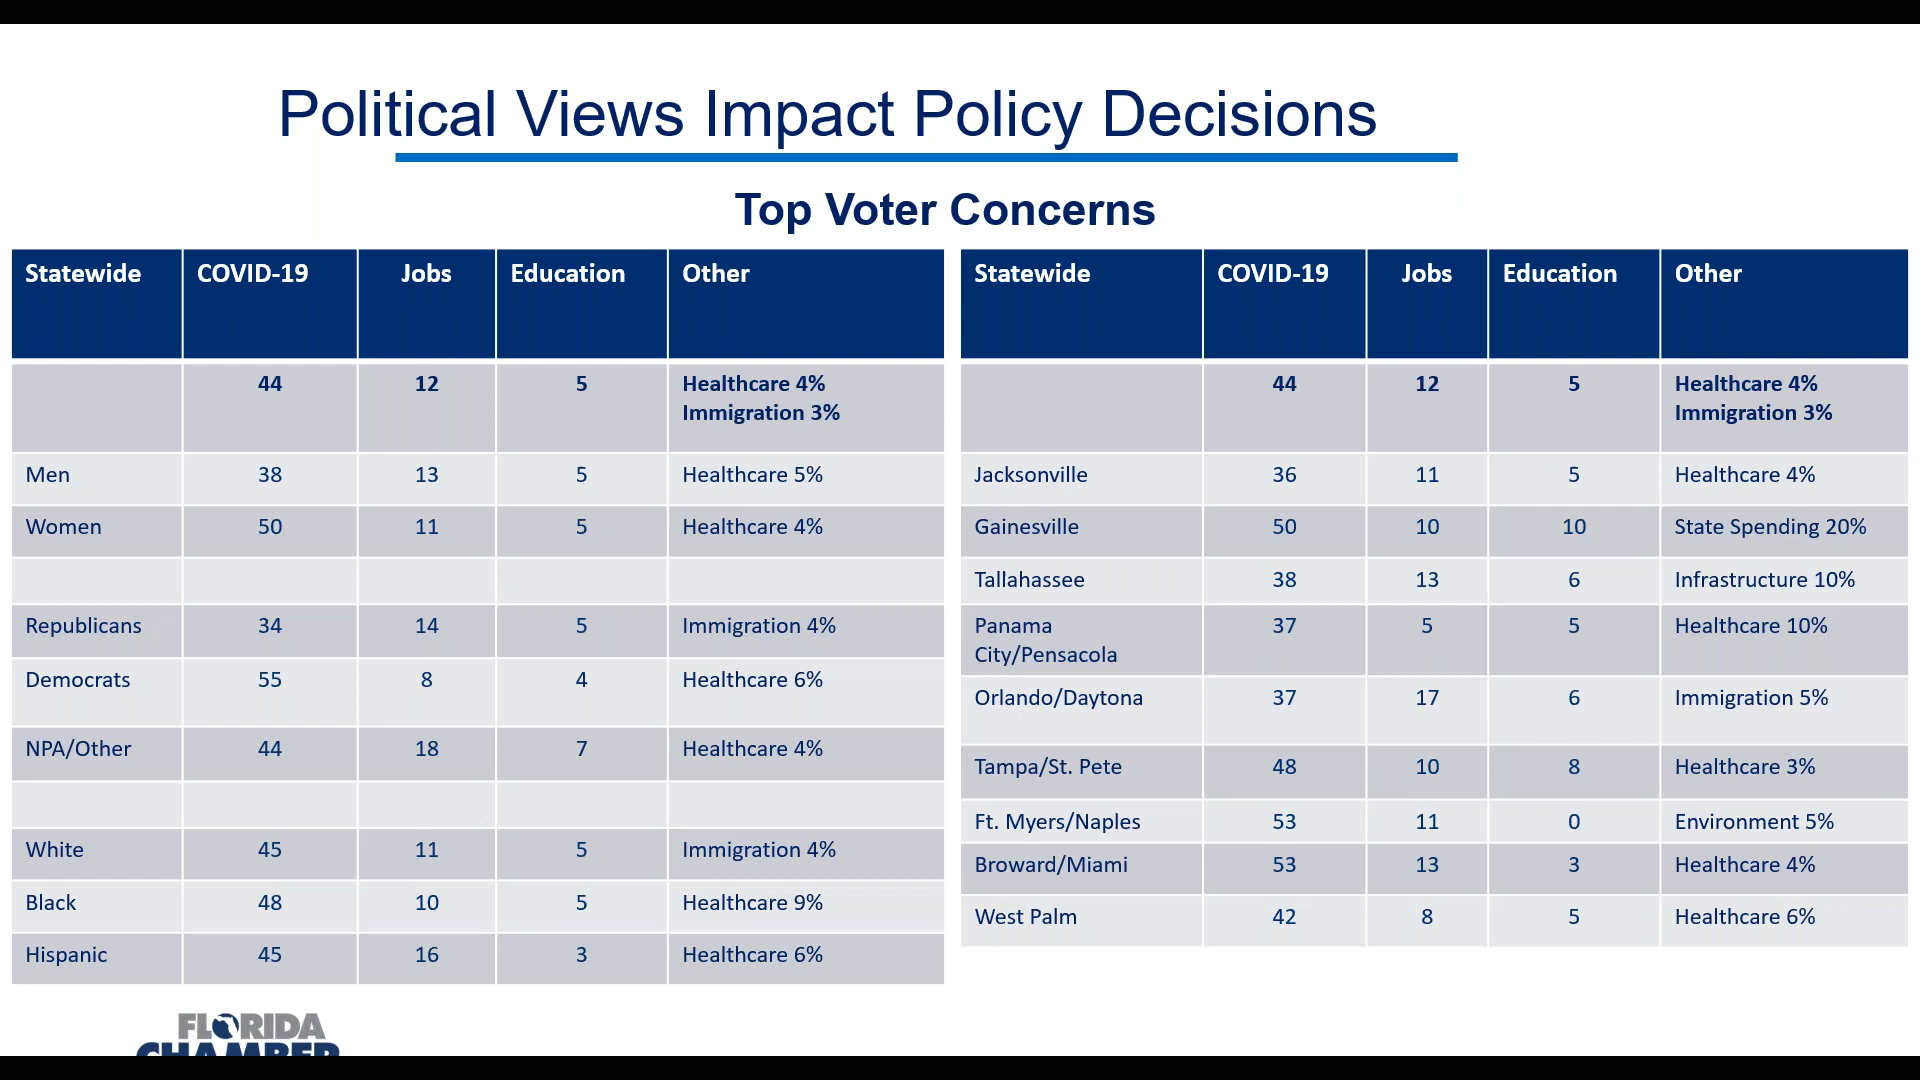 Political Views Impact Policy Decisions
Top Voter Concerns
Statewide COVID-19 Jobs Education Other
44 12 5 Healthcare 4%
Immigration 3%
Men 38 13 5 Healthcare 5%
Women 50 11 5 Healthcare 4%
Republicans 34 14 5 Immigration 4%
Democrats 55 8 4 Healthcare 6%
NPA/Other 44 18 7 Healthcare 4%
White 45 11 5 Immigration 4%
Black 48 10 5 Healthcare 9%
Hispanic 45 16 3 Healthcare 6%
Statewide COVID-19 Jobs Education Other
44 12 5 Healthcare 4%
Immigration 3%
Jacksonville 36 11 5 Healthcare 4%
Gainesville 50 10 10 State Spending 20%
Tallahassee 38 13 6 Infrastructure 10%
Panama 37 5 5 Healthcare 10%
City/Pensacola
Orlando/Daytona 37 17 6 Immigration 5%
Tampa/St. Pete 48 10 8 Healthcare 3%
Ft. Myers/Naples 53 11 0 Environment 5%
Broward/Miami 53 13 3 Healthcare 4%
West Palm 42 8 5 Healthcare 6%
FLORIDA
CHAMBER